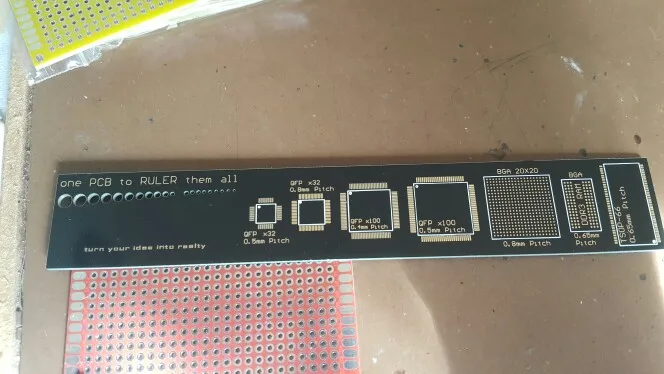 one PCB to RULER them all
turn your idea into realty
QFP x32
0.5mm Pitch
QFP x32
0.8mm Pitch
QFP x100
0.4mm Pitch
QFP x100
0.5mm Pitch
BGA 20X20
0.8mm Pitch
BGA
DDR3 RAM
0.65mm
Pitch
TSOP-66
0.65mm Pitch